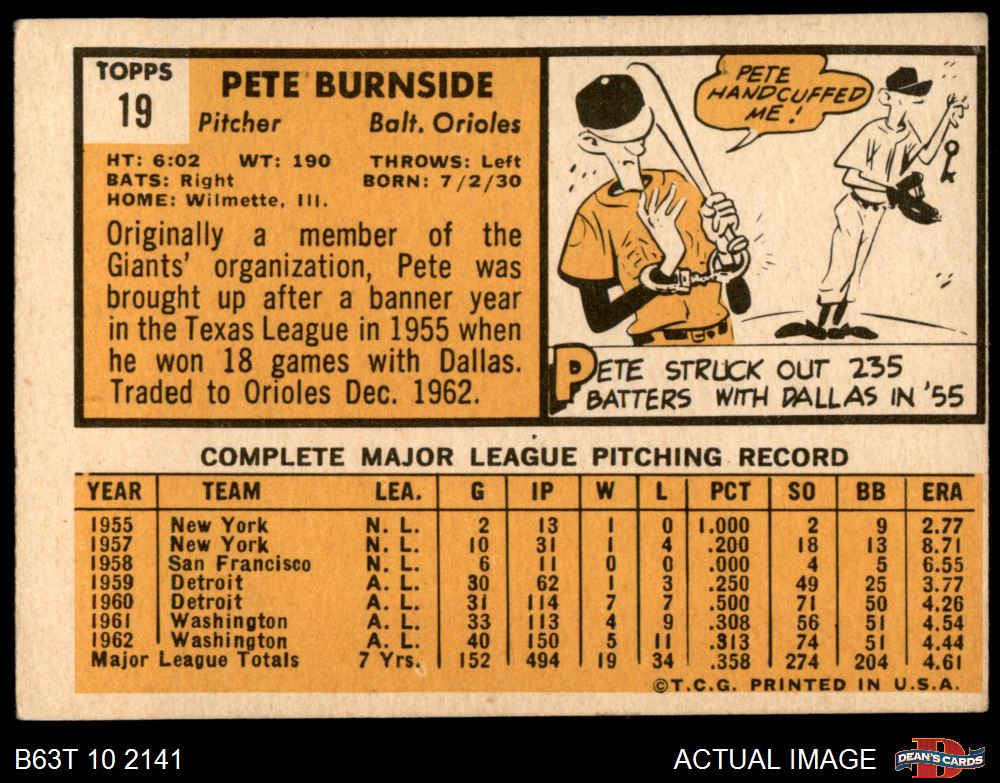 TOPPS
19
PETE BURNSIDE
Pitcher Balt. Orioles
HT: 6:02 WT: 190 THROWS: Left
BATS: Right BORN: 7/2/30
HOME: Wilmette, Ill.
Originally a member of the
Giants' organization, Pete was
brought up after a banner year
in the Texas League in 1955 when
he won 18 games with Dallas.
Traded to Orioles Dec. 1962.
PETE
HANDCUFFED
ME!
PETE STRUCK OUT 235
BATTERS WITH DALLAS IN '55
COMPLETE MAJOR LEAGUE PITCHING RECORD
YEAR TEAM LEA. G IP W L PCT SO BB ERA
1955 New York N. L. 2 13 1 0 1.000 2 9 2.77
1957 New York N. L. 10 31 1 4 .200 18 13 8.71
1958 San Francisco N. L. 6 11 0 0 .000 4 5 6.55
1959 Detroit A. L. 30 62 1 3 .250 49 25 3.77
1960 Detroit A. L. 31 114 7 7 .500 71 50 4.26
1961 Washington A. L. 33 113 4 9 .308 56 51 4.54
1962 Washington A. L. 40 150 5 11 .313 74 51 4.44
Major League Totals 7 Yrs. 152 494 19 34 .358 274 204 4.61
©T.C.G. PRINTED IN U.S.A.
B63T 10 2141 ACTUAL IMAGE DEAN'S CARDS